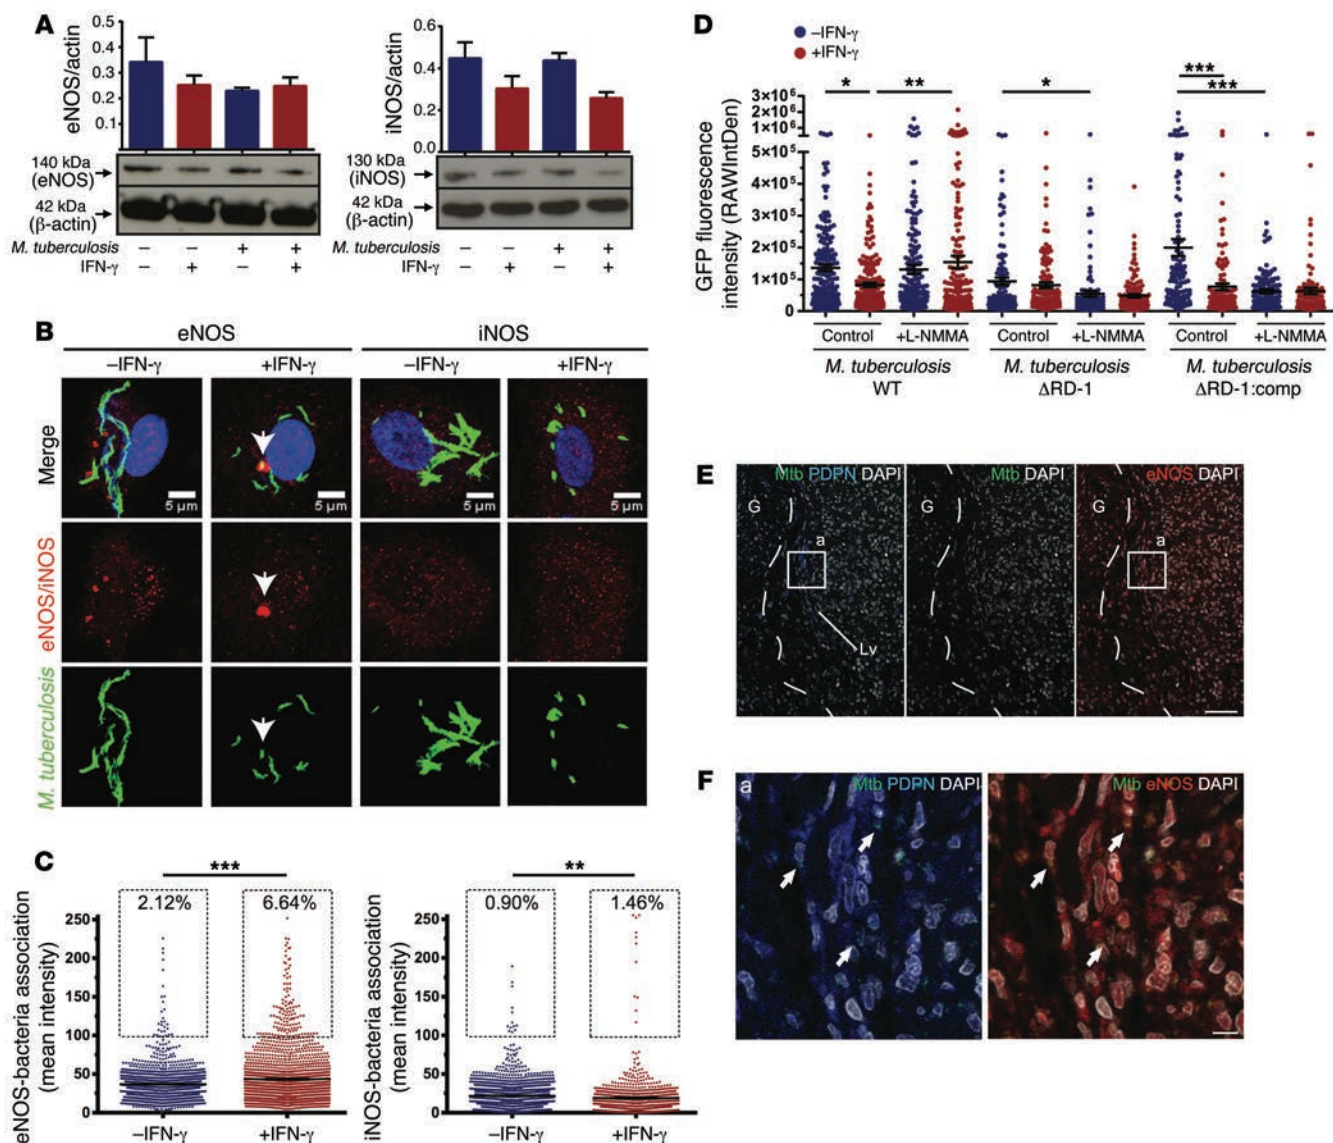 A
eNOS/actin
0.5
0.4
0.3
0.2
0.1
140 kDa
(eNOS)
42 kDa
(β-actin)
M. tuberculosis – – + +
IFN-γ – + – +
iNOS/actin
0.6
0.4
0.2
0.0
130 kDa
(iNOS)
42 kDa
(β-actin)
M. tuberculosis – – + +
IFN-γ – + – +
B
eNOS iNOS
–IFN-γ +IFN-γ –IFN-γ +IFN-γ
Merge
5 μm 5 μm 5 μm 5 μm
eNOS/iNOS
M. tuberculosis
C
eNOS-bacteria association
(mean intensity)
***
2.12% 6.64%
250
200
150
100
50
0
–IFN-γ +IFN-γ
iNOS-bacteria association
(mean intensity)
**
0.90% 1.46%
250
200
150
100
50
0
–IFN-γ +IFN-γ
D
–IFN-γ
+IFN-γ
GFP fluorescence
intensity (RAWIntDen)
* ** * *** ***
3×10⁶
2×10⁶
1×10⁶
5×10⁵
4×10⁵
3×10⁵
2×10⁵
1×10⁵
0
Control +L-NMMA Control +L-NMMA Control +L-NMMA
M. tuberculosis M. tuberculosis M. tuberculosis
WT ΔRD-1 ΔRD-1:comp
E
Mtb PDPN DAPI Mtb DAPI eNOS DAPI
G G G
a a
Lv
F
a Mtb PDPN DAPI Mtb eNOS DAPI